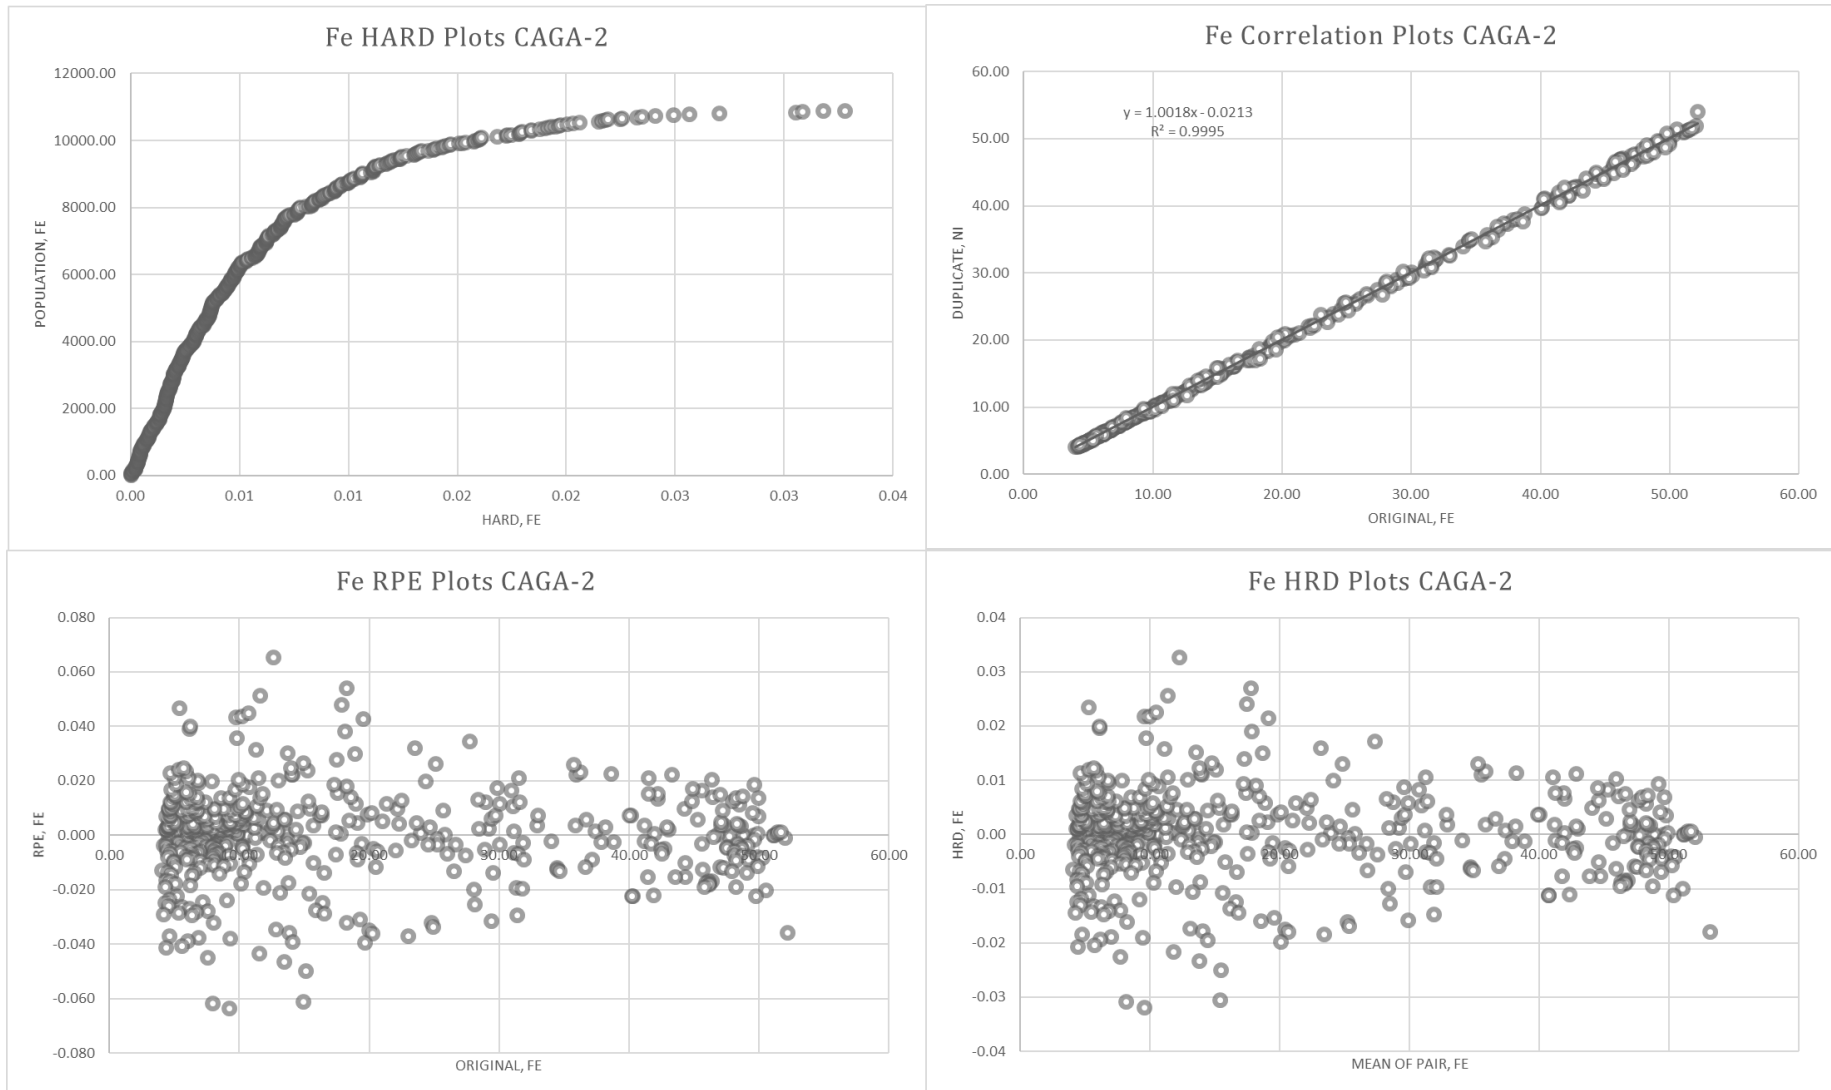 Fe HARD Plots CAGA-2
12000.00
10000.00
8000.00
6000.00
4000.00
2000.00
0.00
POPULATION, FE
0.00 0.01 0.01 0.02 0.02 0.03 0.03 0.04
HARD, FE
Fe Correlation Plots CAGA-2
60.00
50.00
40.00
30.00
20.00
10.00
0.00
DUPLICATE, NI
y = 1.0018x - 0.0213
R² = 0.9995
0.00 10.00 20.00 30.00 40.00 50.00 60.00
ORIGINAL, FE
Fe RPE Plots CAGA-2
0.080
0.060
0.040
0.020
0.000
-0.020
-0.040
-0.060
-0.080
RPE, FE
0.00 10.00 20.00 30.00 40.00 50.00 60.00
ORIGINAL, FE
Fe HRD Plots CAGA-2
0.04
0.03
0.02
0.01
0.00
-0.01
-0.02
-0.03
-0.04
HRD, FE
0.00 10.00 20.00 30.00 40.00 50.00 60.00
MEAN OF PAIR, FE